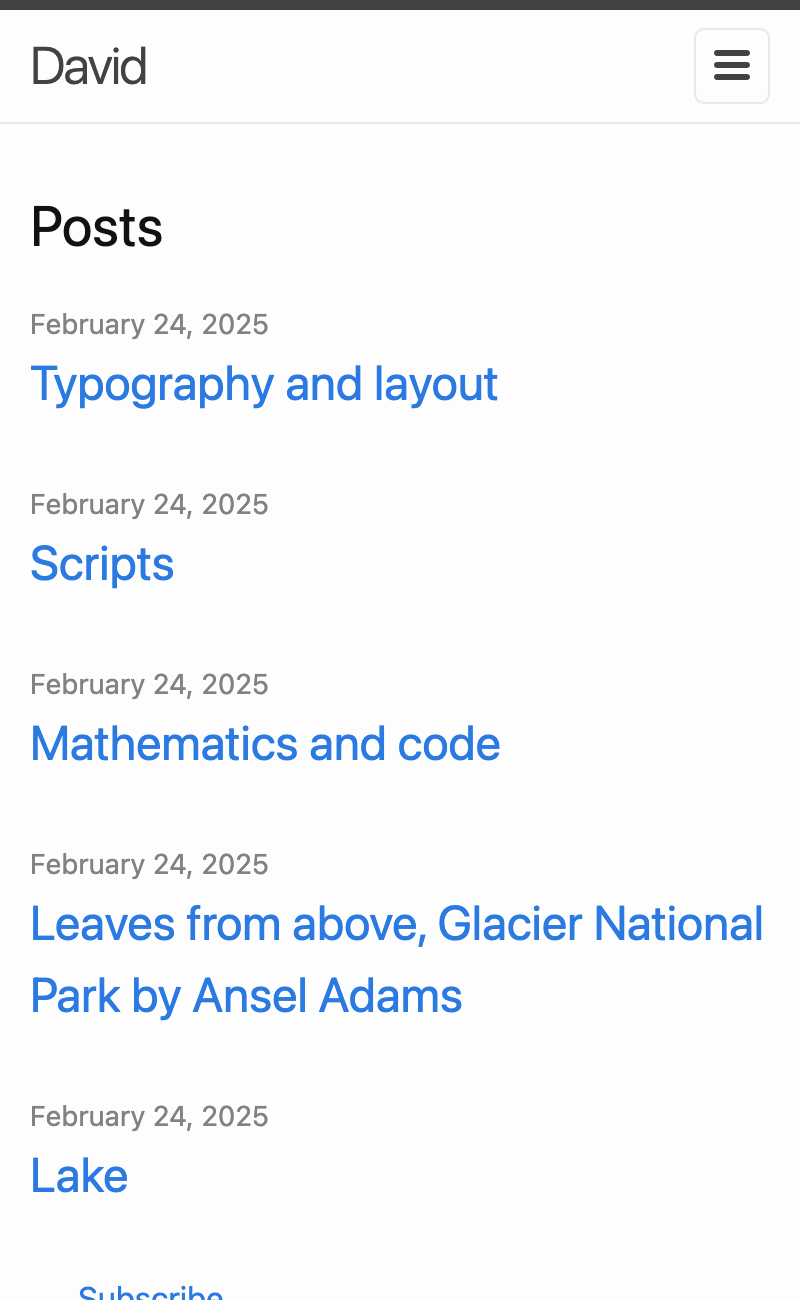 David
Posts
February 24, 2025
Typography and layout
February 24, 2025
Scripts
February 24, 2025
Mathematics and code
February 24, 2025
Leaves from above, Glacier National
Park by Ansel Adams
February 24, 2025
Lake
Subscribe